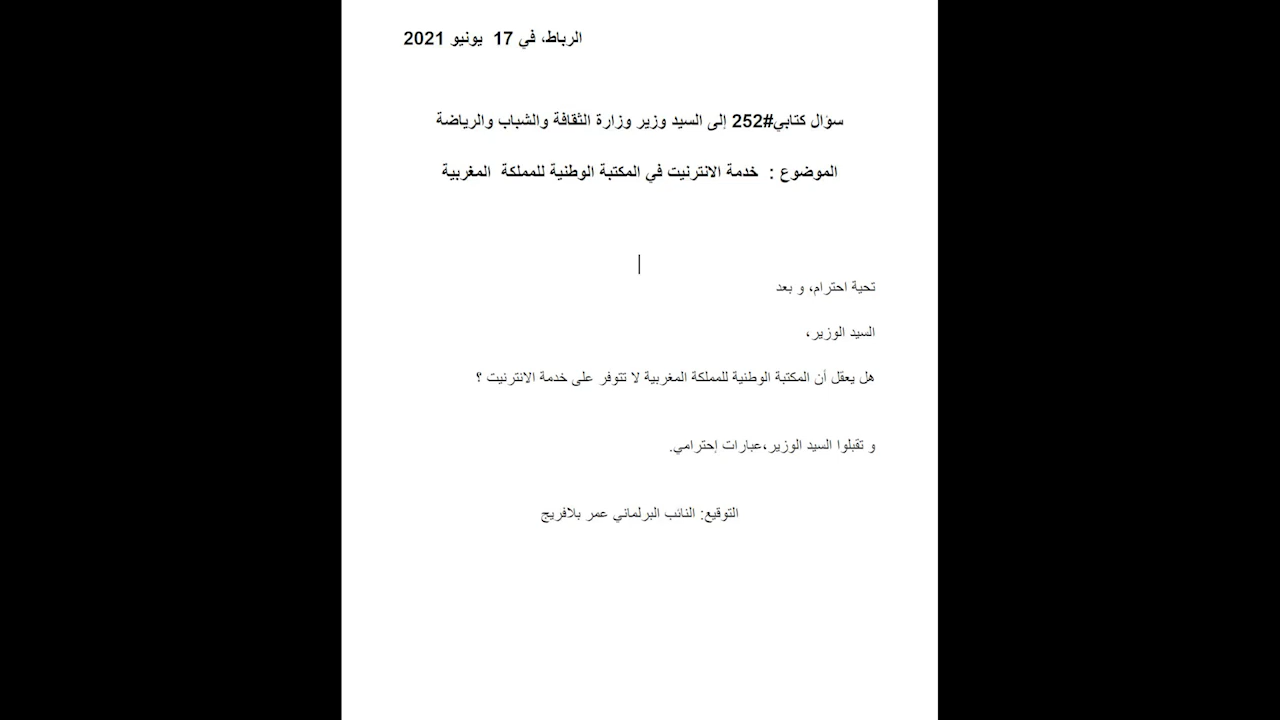 الرباط، في 17 يونيو 2021
سؤال كتابي#252 إلى السيد وزير وزارة الثقافة والشباب والرياضة
الموضوع : خدمة الانترنيت في المكتبة الوطنية للمملكة المغربية
تحية احترام، و بعد
السيد الوزير،
هل يعقل أن المكتبة الوطنية للمملكة المغربية لا تتوفر على خدمة الانترنيت ؟
و تقبلوا السيد الوزير،عبارات إحترامي.
التوقيع: النائب البرلماني عمر بلافريج